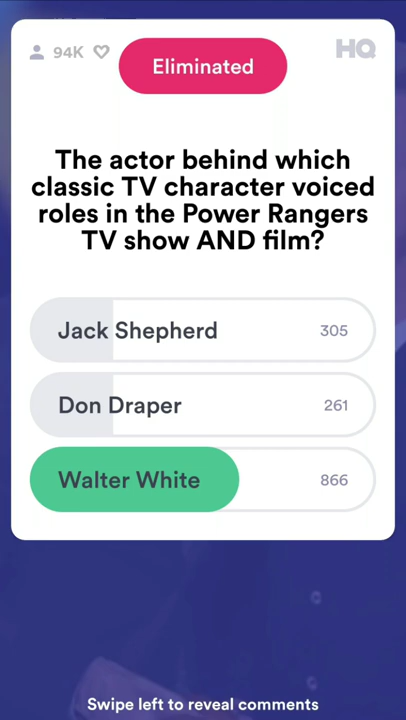 94K
Eliminated
HQ
The actor behind which
classic TV character voiced
roles in the Power Rangers
TV show AND film?
Jack Shepherd 305
Don Draper 261
Walter White 866
Swipe left to reveal comments